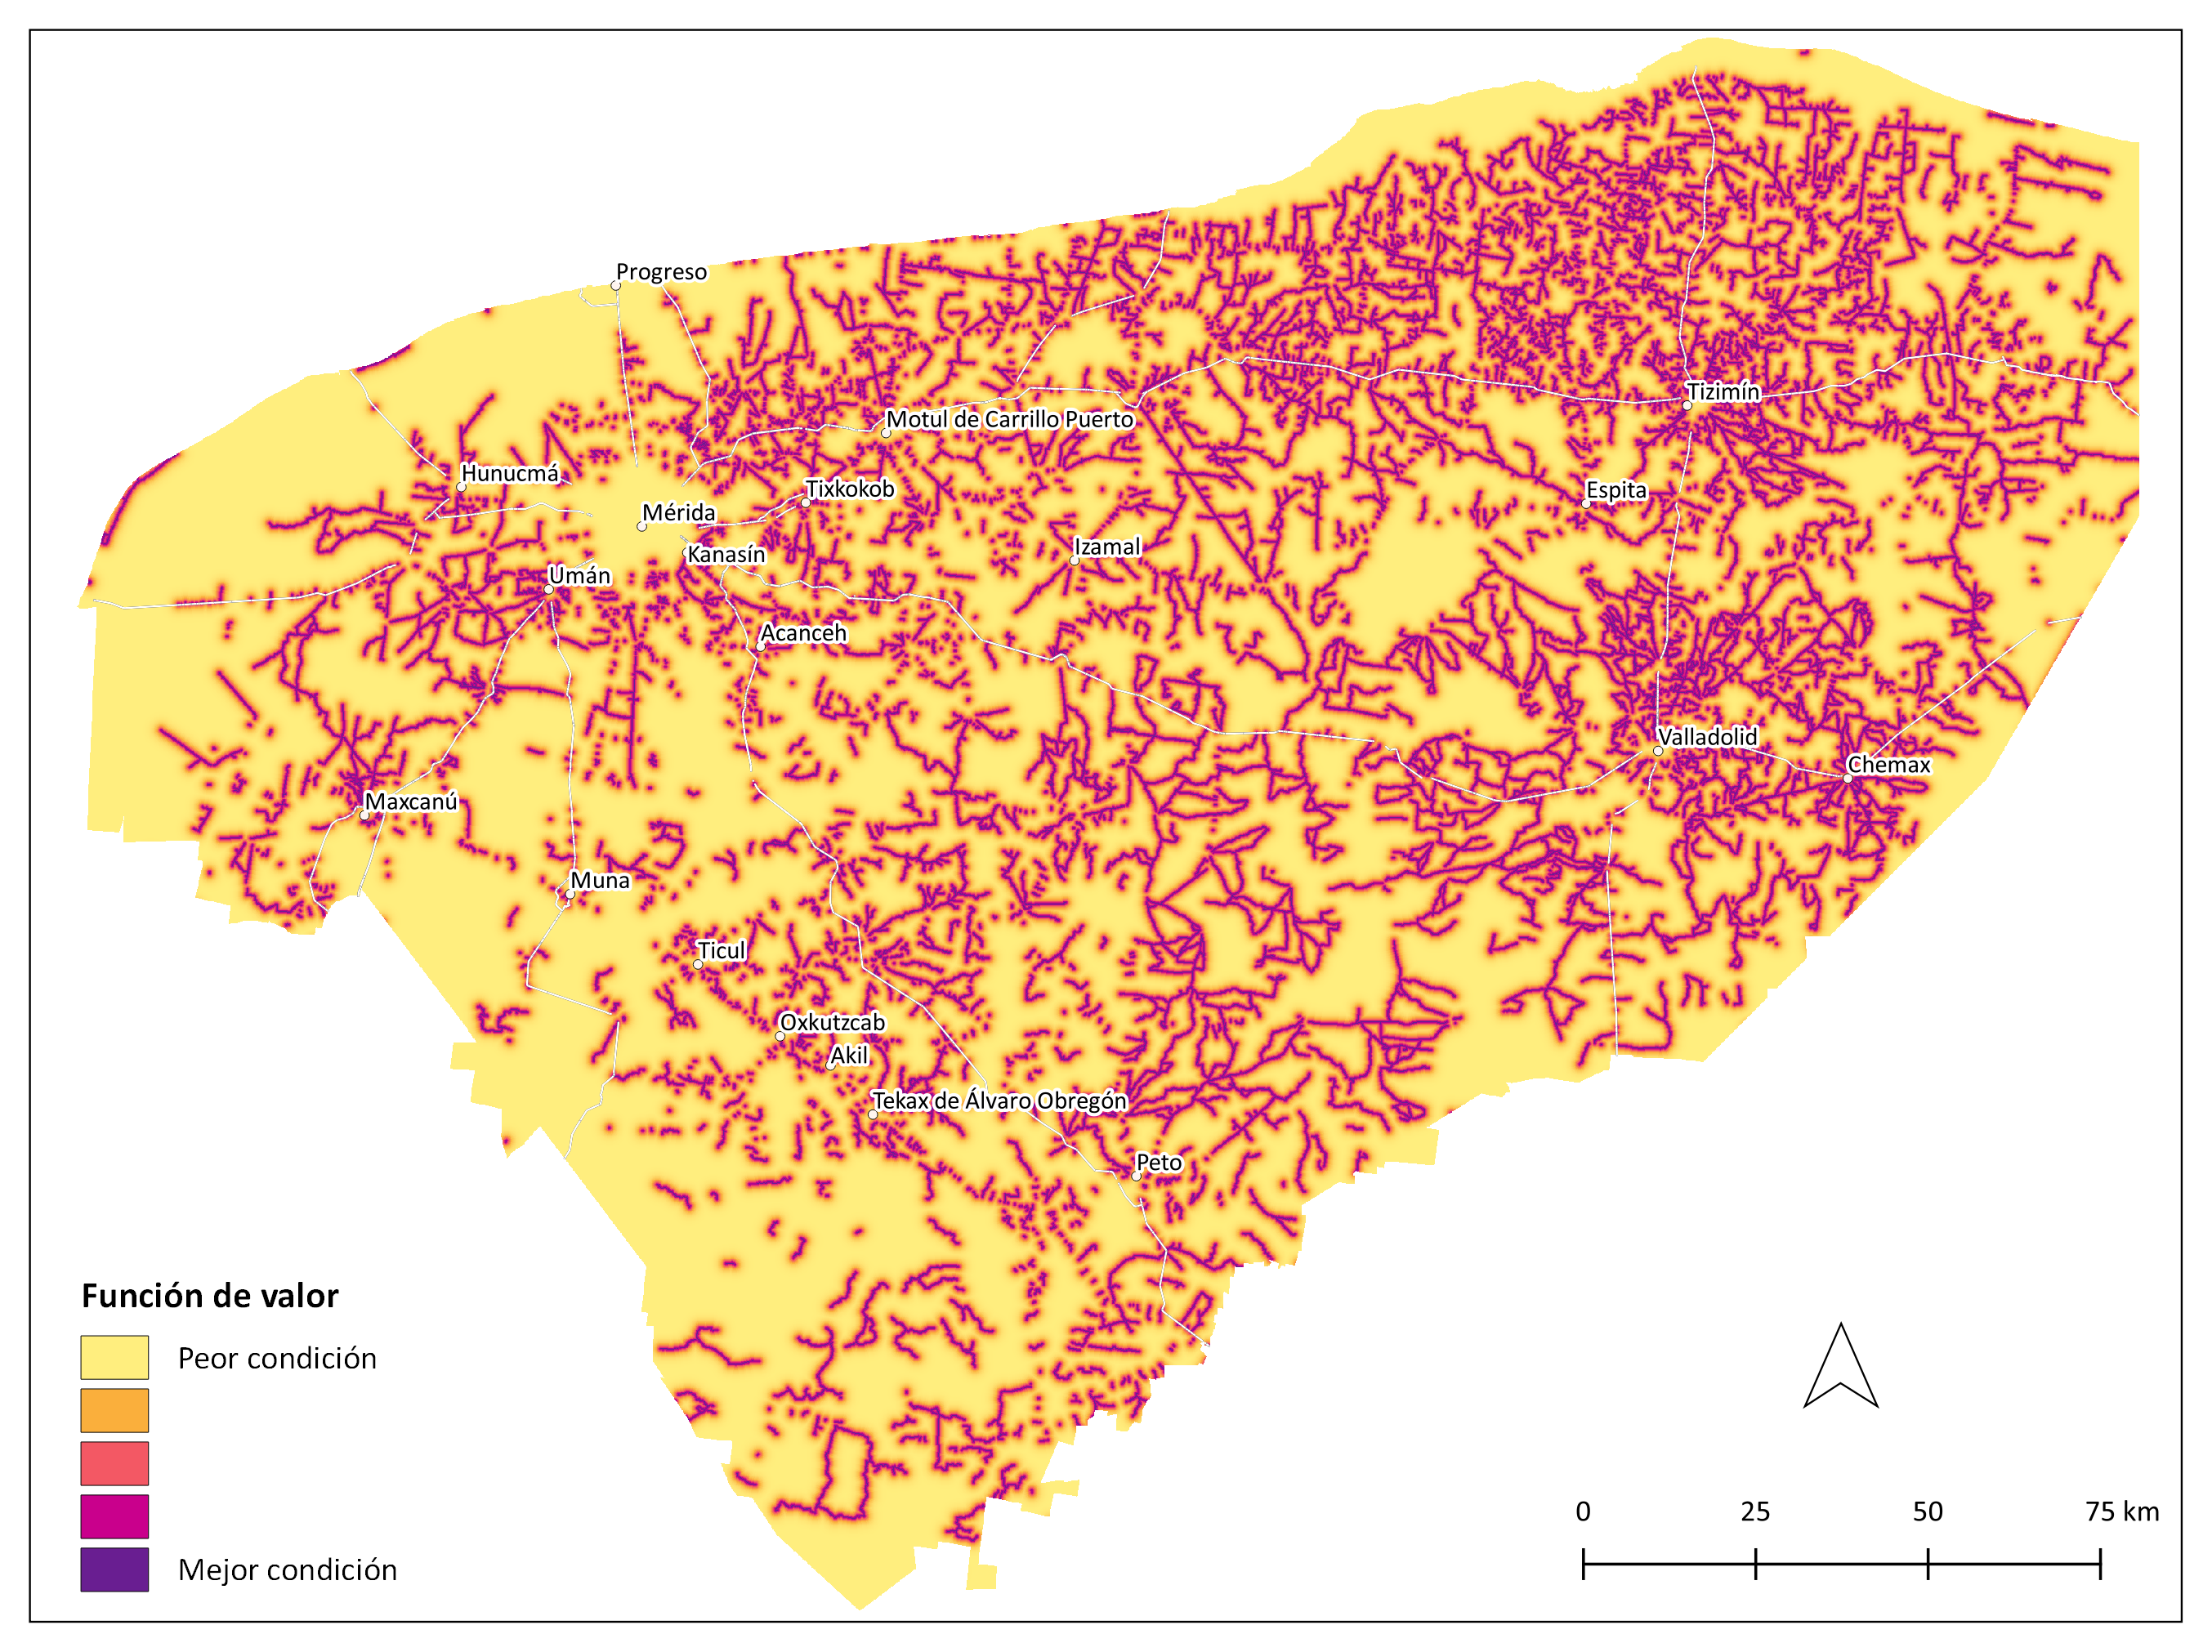 Progreso
Tizimín
Motul de Carrillo Puerto
Hunucmá
Tixkokob
Espita
Mérida
Kanasín
Izamal
Umán
Acanceh
Valladolid
Chemax
Maxcanú
Muna
Ticul
Oxkutzcab
Akil
Tekax de Álvaro Obregón
Peto
Función de valor
Peor condición
Mejor condición
0 25 50 75 km